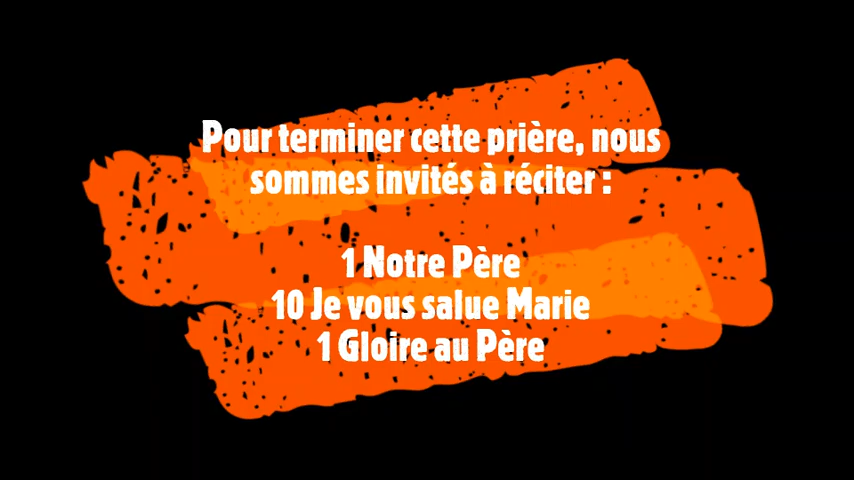 Pour terminer cette prière, nous
sommes invités à réciter :
1 Notre Père
10 Je vous salue Marie
1 Gloire au Père